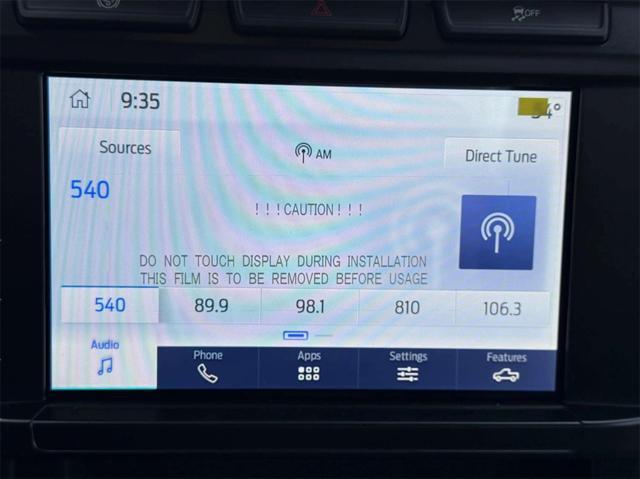 OFF
9:35
Sources
AM
Direct Tune
540
!!!CAUTION!!!
DO NOT TOUCH DISPLAY DURING INSTALLATION
THIS FILM IS TO BE REMOVED BEFORE USAGE
540 89.9 98.1 810 106.3
Audio Phone Apps Settings Features